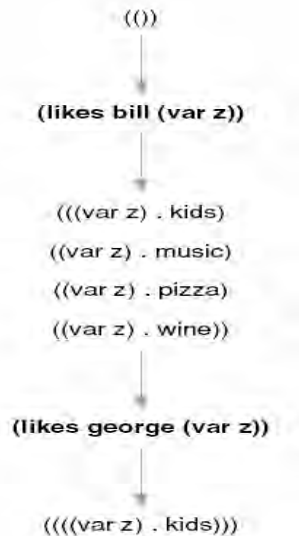 (())
(likes bill (var z))
(((var z) . kids)
((var z) . music)
((var z) . pizza)
((var z) . wine))
(likes george (var z))
((((var z) . kids)))